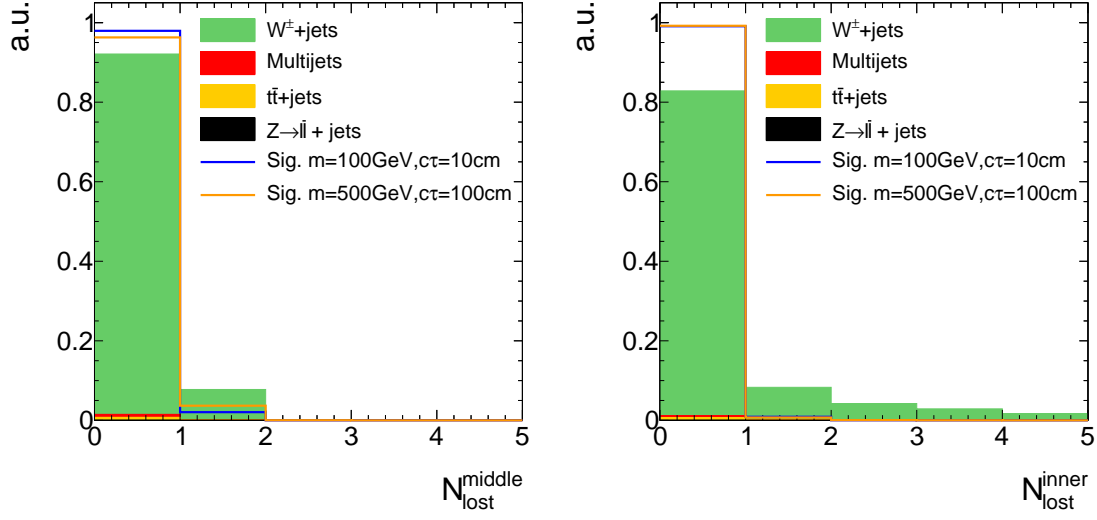 a.u.
1
0.8
0.6
0.4
0.2
0
0 1 2 3 4 5
W±+jets
Multijets
tt̄+jets
Z→ll̄ + jets
Sig. m=100GeV,cτ=10cm
Sig. m=500GeV,cτ=100cm
N_lost^middle
a.u.
1
0.8
0.6
0.4
0.2
0
0 1 2 3 4 5
W±+jets
Multijets
tt̄+jets
Z→ll̄ + jets
Sig. m=100GeV,cτ=10cm
Sig. m=500GeV,cτ=100cm
N_lost^inner